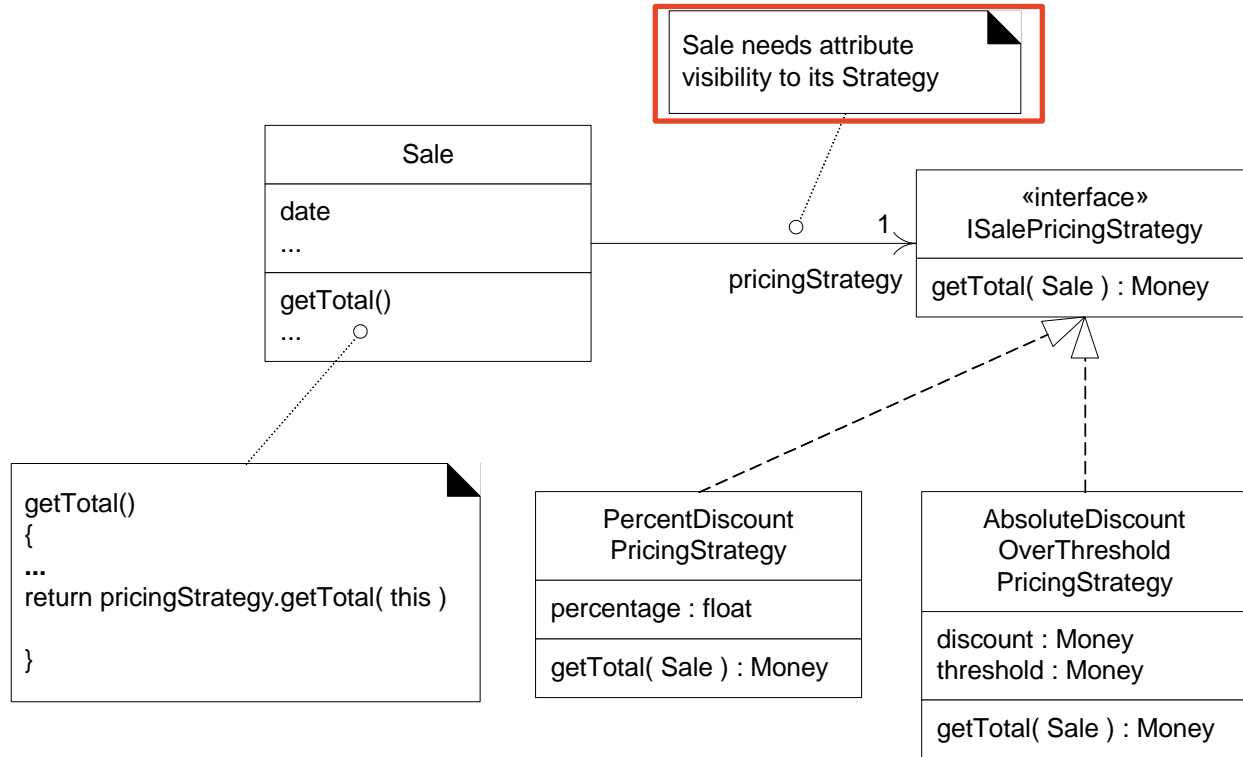 Sale needs attribute
visibility to its Strategy
Sale
date
...
getTotal()
...
1
pricingStrategy
«interface»
ISalePricingStrategy
getTotal( Sale ) : Money
getTotal()
{
...
return pricingStrategy.getTotal( this )
}
PercentDiscount
PricingStrategy
percentage : float
getTotal( Sale ) : Money
AbsoluteDiscount
OverThreshold
PricingStrategy
discount : Money
threshold : Money
getTotal( Sale ) : Money